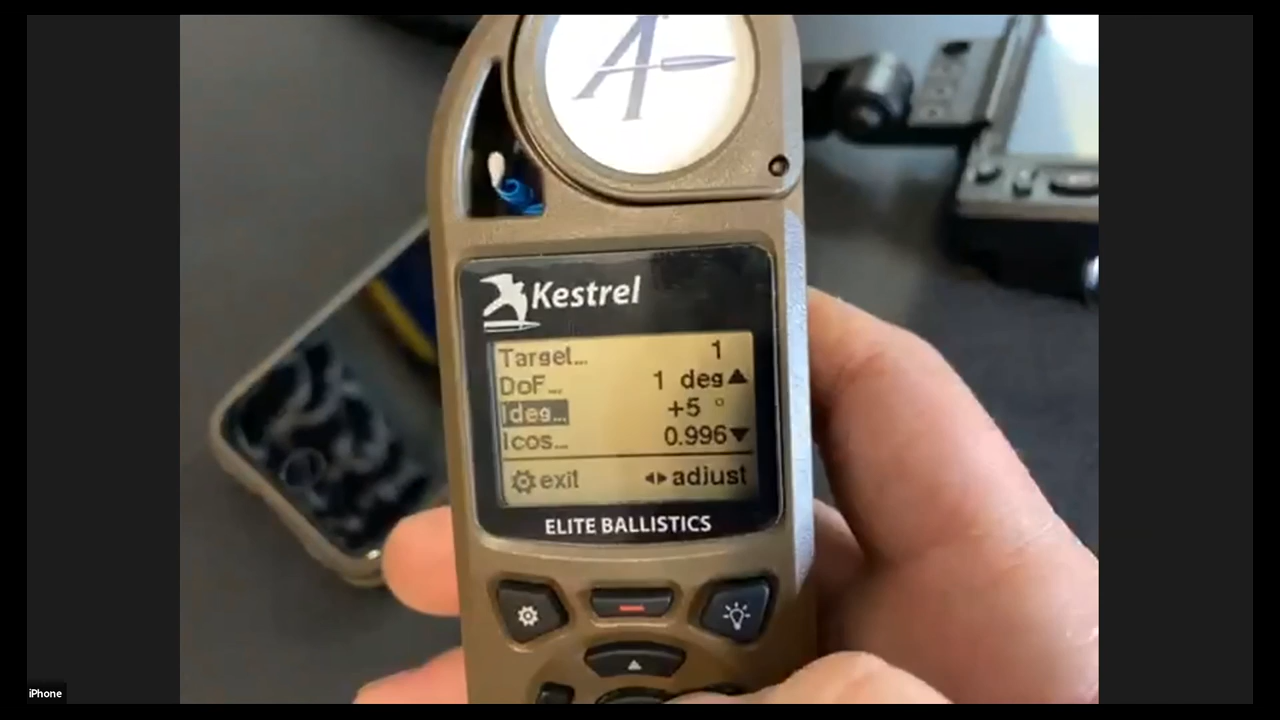 A
Kestrel
Target... 1
DoF... 1 deg▲
Ideg... +5 °
Icos... 0.996▼
exit ◂▸adjust
ELITE BALLISTICS
iPhone